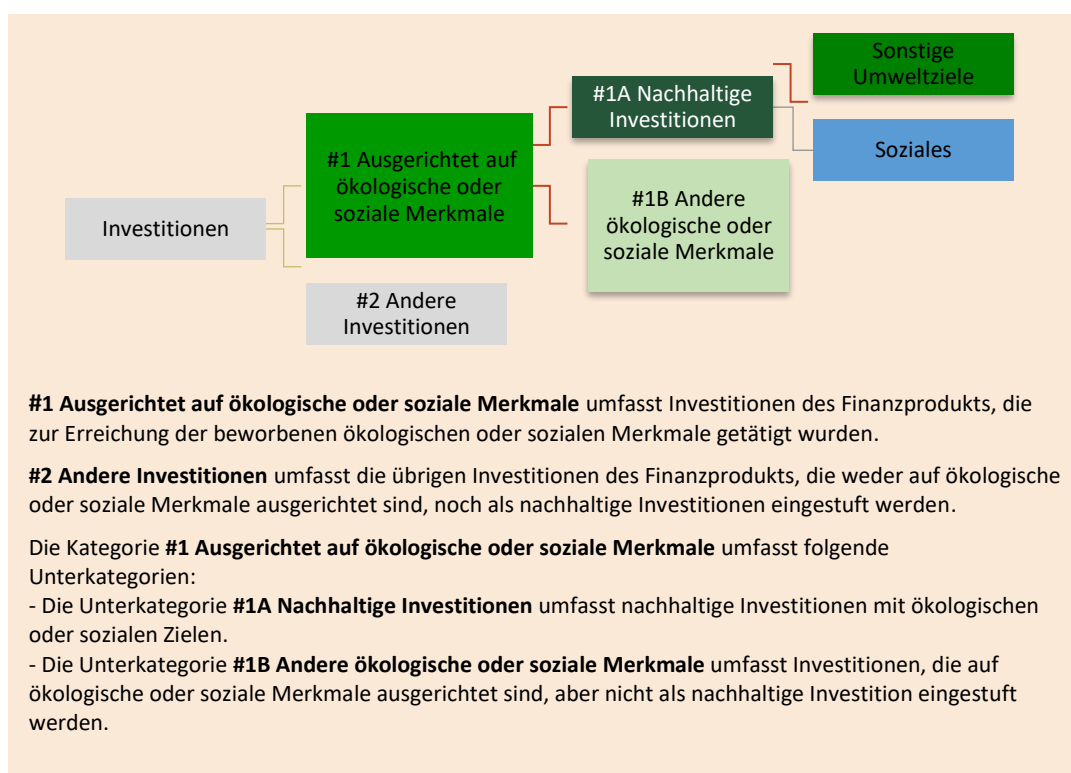 Sonstige
Umweltziele
#1A Nachhaltige
Investitionen
Soziales
#1 Ausgerichtet auf
ökologische oder
soziale Merkmale
#1B Andere
ökologische oder
soziale Merkmale
Investitionen
#2 Andere
Investitionen
#1 Ausgerichtet auf ökologische oder soziale Merkmale umfasst Investitionen des Finanzprodukts, die
zur Erreichung der beworbenen ökologischen oder sozialen Merkmale getätigt wurden.
#2 Andere Investitionen umfasst die übrigen Investitionen des Finanzprodukts, die weder auf ökologische
oder soziale Merkmale ausgerichtet sind, noch als nachhaltige Investitionen eingestuft werden.
Die Kategorie #1 Ausgerichtet auf ökologische oder soziale Merkmale umfasst folgende
Unterkategorien:
- Die Unterkategorie #1A Nachhaltige Investitionen umfasst nachhaltige Investitionen mit ökologischen
oder sozialen Zielen.
- Die Unterkategorie #1B Andere ökologische oder soziale Merkmale umfasst Investitionen, die auf
ökologische oder soziale Merkmale ausgerichtet sind, aber nicht als nachhaltige Investition eingestuft
werden.